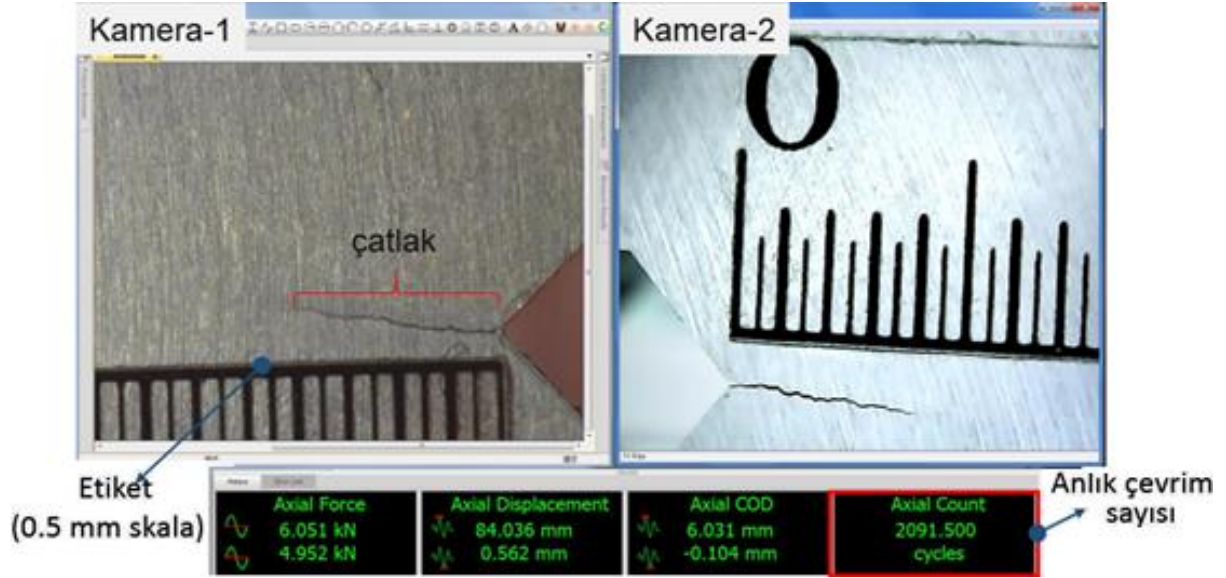 Kamera-1
Kamera-2
0
çatlak
Etiket
(0.5 mm skala)
Axial Force
6.051 kN
4.952 kN
Axial Displacement
84.036 mm
0.562 mm
Axial COD
6.031 mm
-0.104 mm
Axial Count
2091.500
cycles
Anlık çevrim
sayısı